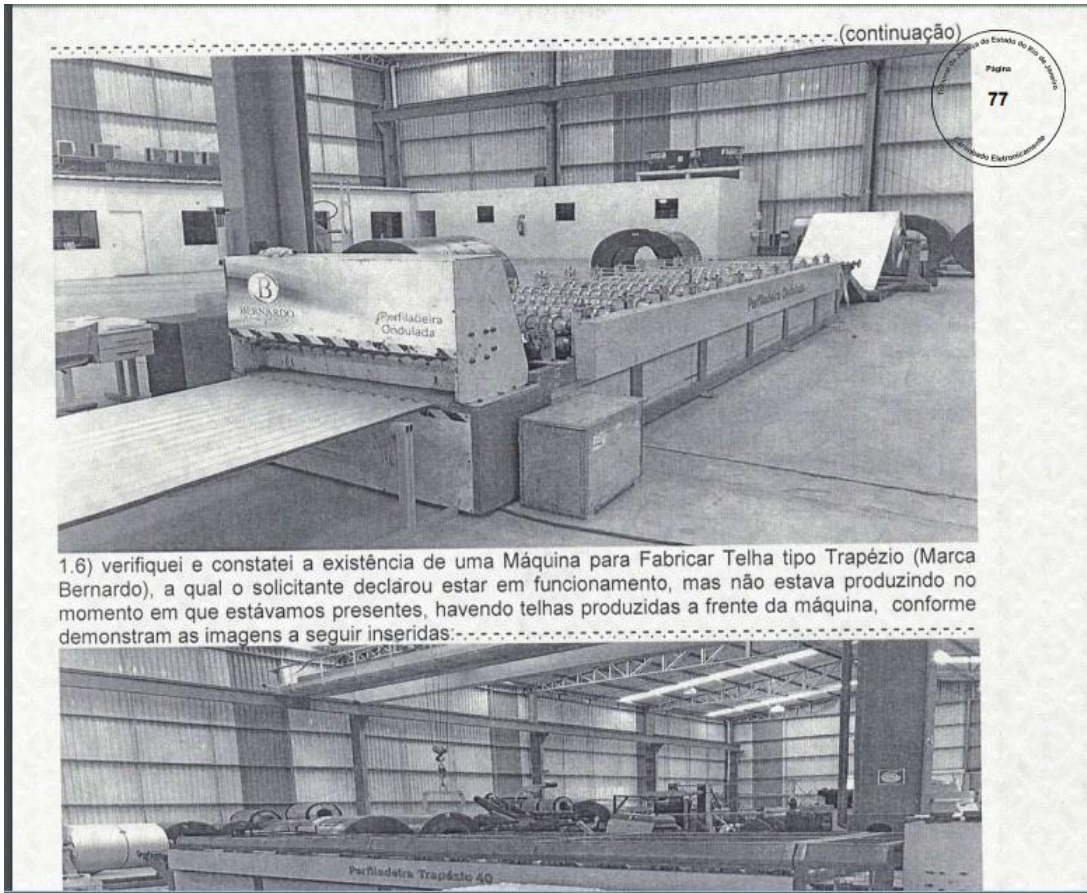 (continuação)
Página
77
Carimbado Eletronicamente
B
BERNARDO
Perfiladeira
Ondulada
Perfiladeira Ondulada
1.6) verifiquei e constatei a existência de uma Máquina para Fabricar Telha tipo Trapézio (Marca
Bernardo), a qual o solicitante declarou estar em funcionamento, mas não estava produzindo no
momento em que estávamos presentes, havendo telhas produzidas a frente da máquina, conforme
demonstram as imagens a seguir inseridas:
Perfiladeira Trapézio 40